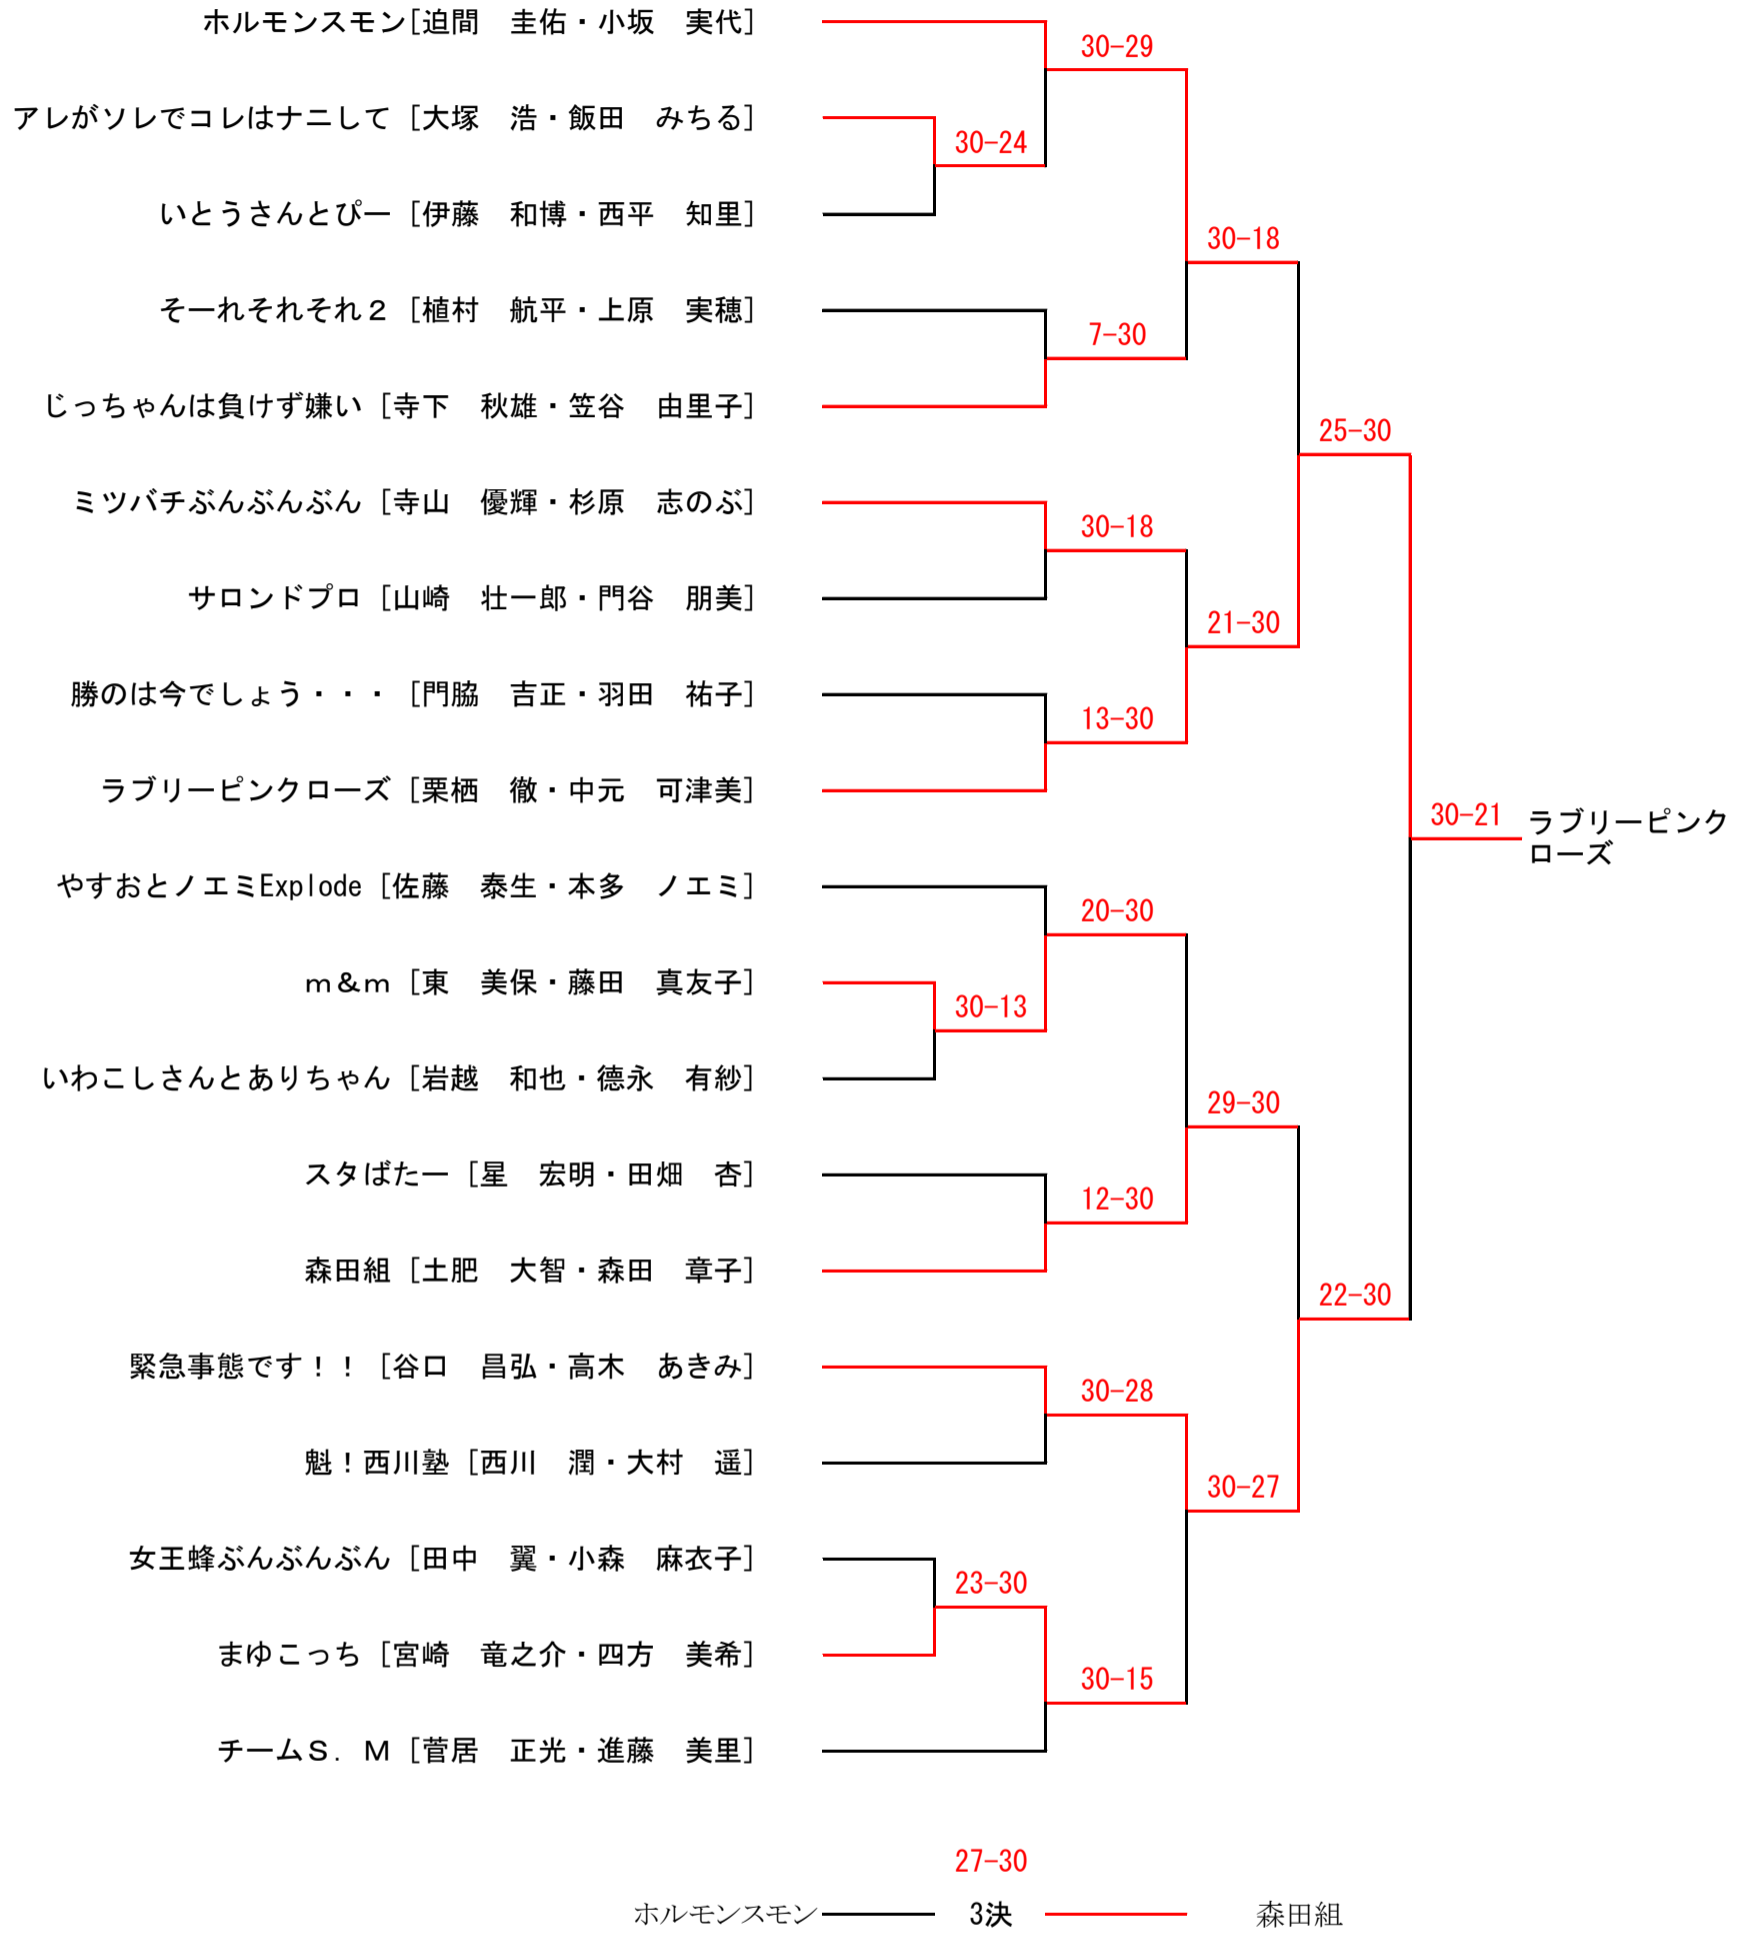 ホルモンスモン[迫間　圭佑・小坂　実代]
30-29
アレがソレでコレはナニして［大塚　浩・飯田　みちる］
30-24
いとうさんとぴー［伊藤　和博・西平　知里］
30-18
そーれそれそれ２［植村　航平・上原　実穂］
7-30
じっちゃんは負けず嫌い［寺下　秋雄・笠谷　由里子］
25-30
ミツバチぶんぶんぶん［寺山　優輝・杉原　志のぶ］
30-18
サロンドプロ［山崎　壮一郎・門谷　朋美］
21-30
勝のは今でしょう・・・［門脇　吉正・羽田　祐子］
13-30
ラブリーピンクローズ［栗栖　徹・中元　可津美］
30-21
ラブリーピンク
ローズ
やすおとノエミExplode［佐藤　泰生・本多　ノエミ］
20-30
ｍ＆ｍ［東　美保・藤田　真友子］
30-13
いわこしさんとありちゃん［岩越　和也・德永　有紗］
29-30
スタばたー［星　宏明・田畑　杏］
12-30
森田組［土肥　大智・森田　章子］
22-30
緊急事態です！！［谷口　昌弘・高木　あきみ］
30-28
魁！西川塾［西川　潤・大村　遥］
30-27
女王蜂ぶんぶんぶん［田中　翼・小森　麻衣子］
23-30
まゆこっち［宮崎　竜之介・四方　美希］
30-15
チームＳ．Ｍ［菅居　正光・進藤　美里］
27-30
ホルモンスモン　3決　森田組